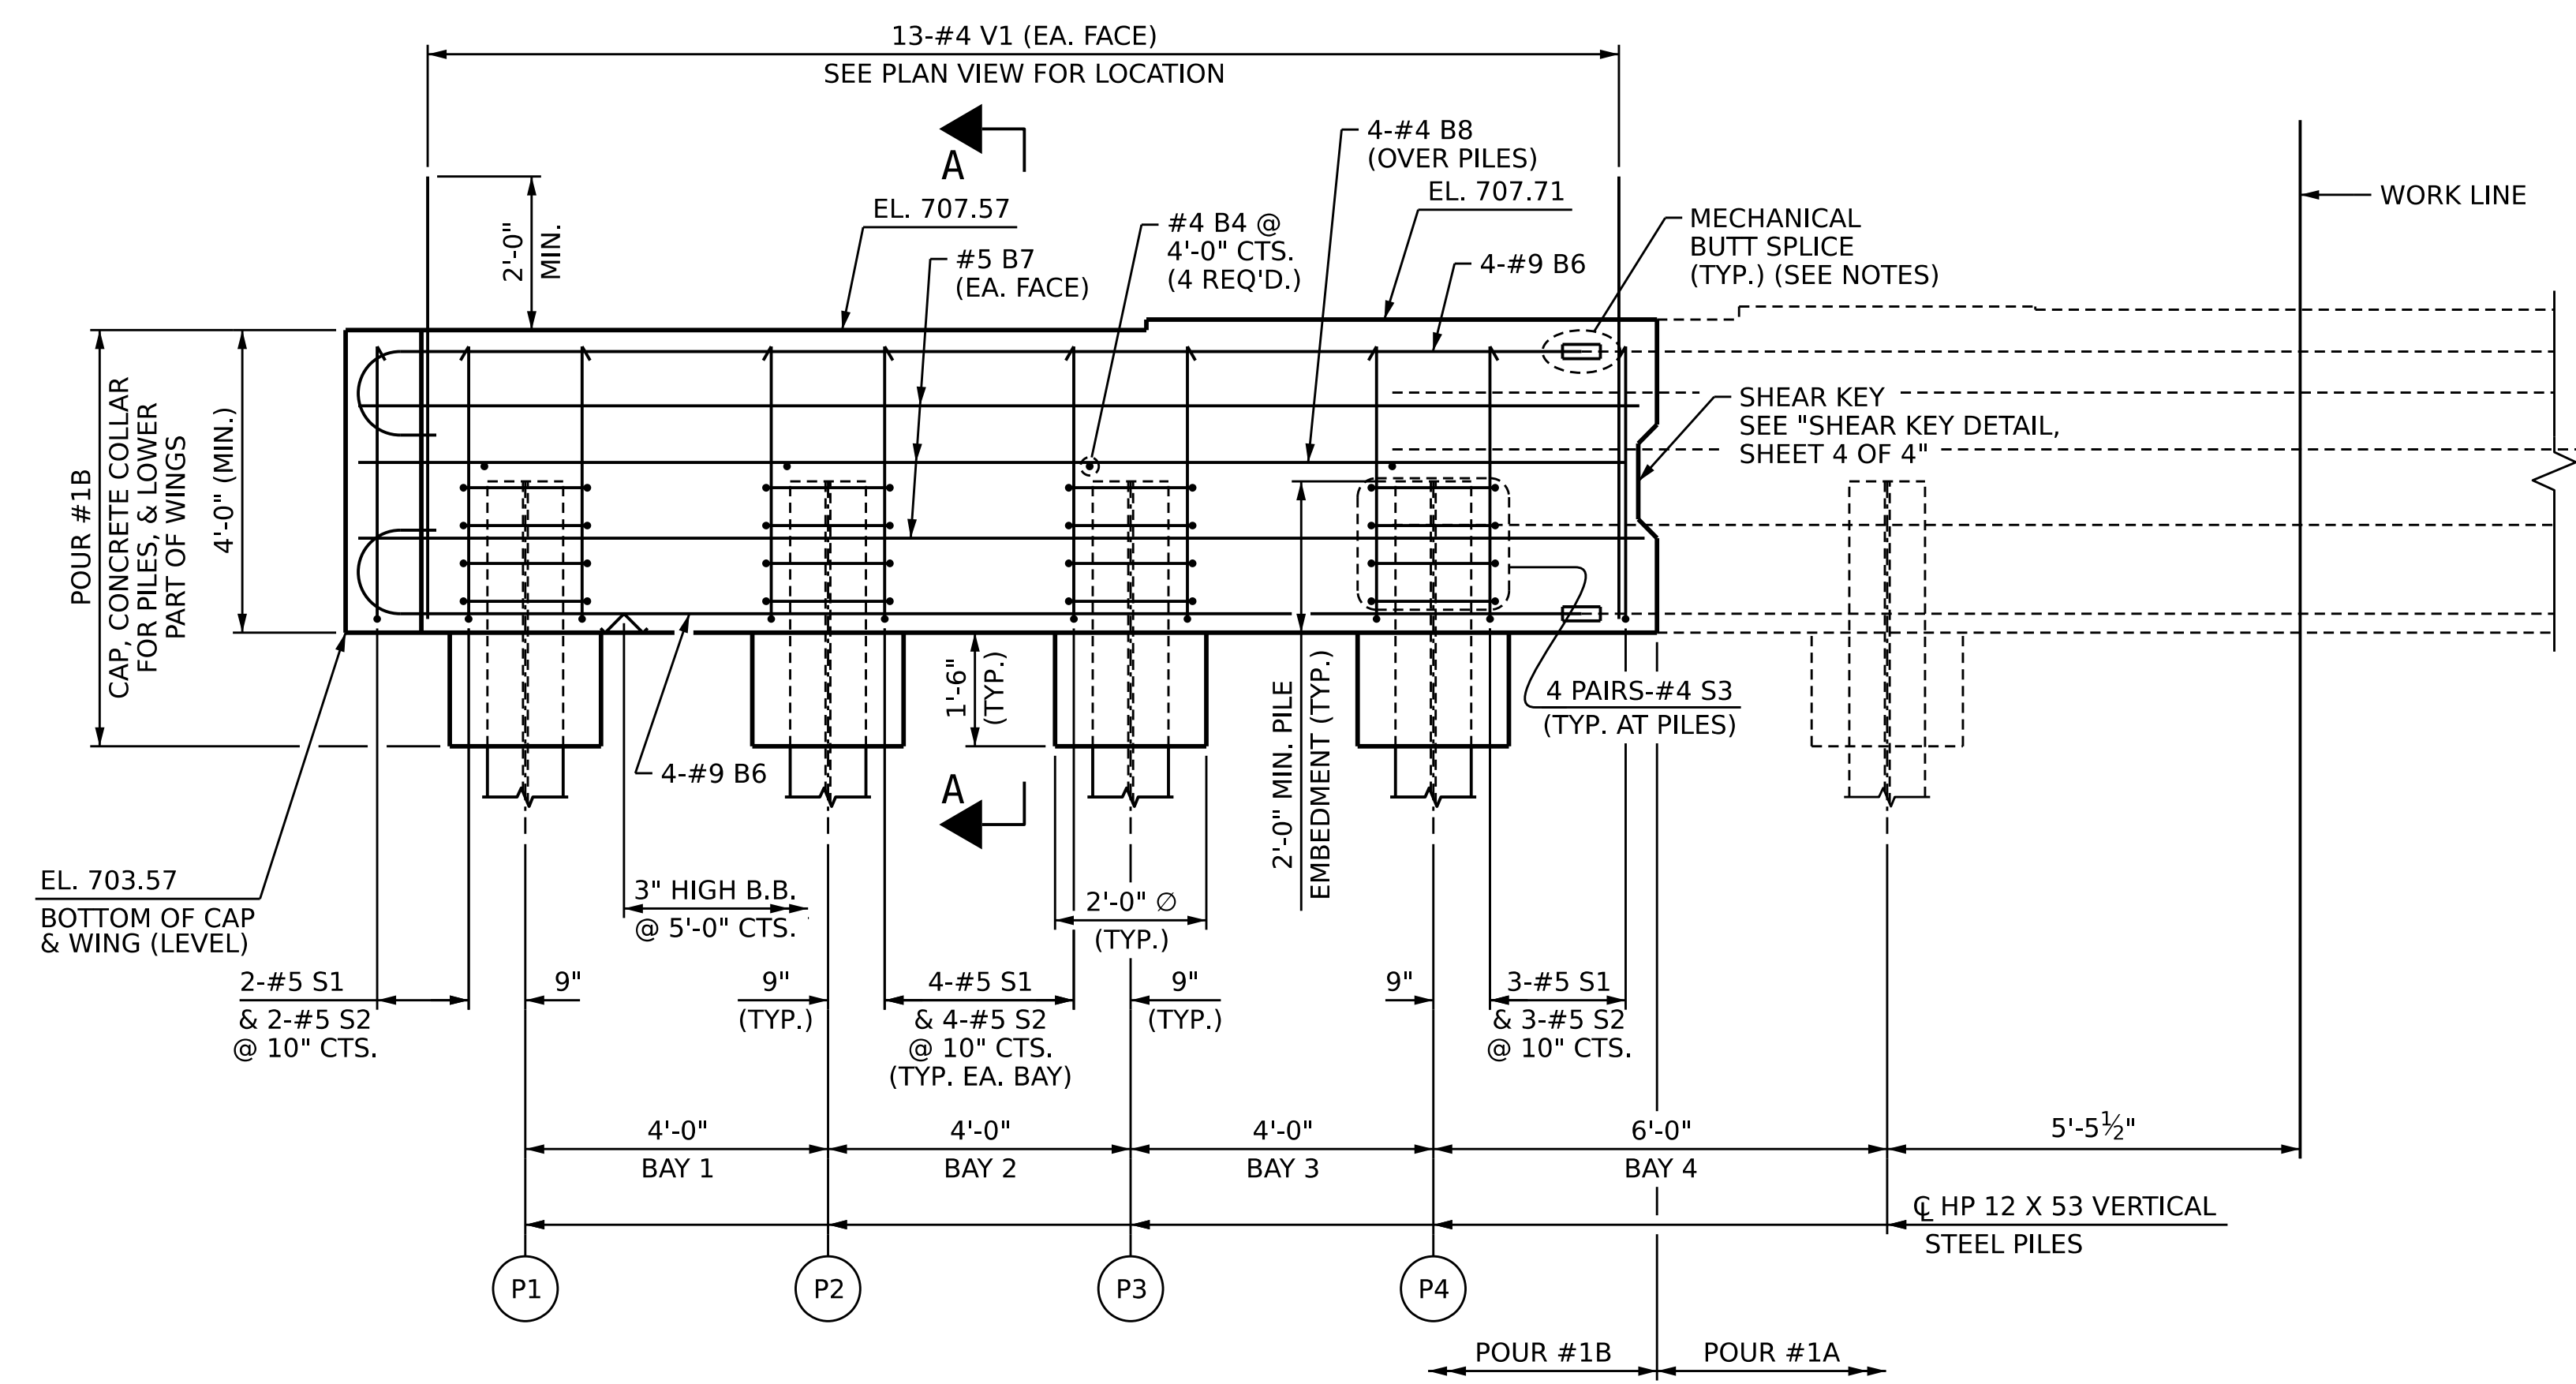 13-#4 V1 (EA. FACE)
SEE PLAN VIEW FOR LOCATION
A
4-#4 B8
(OVER PILES)
EL. 707.71
EL. 707.57
WORK LINE
2'-0"
MIN.
#5 B7
(EA. FACE)
#4 B4 @
4'-0" CTS.
(4 REQ'D.)
4-#9 B6
MECHANICAL
BUTT SPLICE
(TYP.) (SEE NOTES)
POUR #1B
CAP, CONCRETE COLLAR
FOR PILES, & LOWER
PART OF WINGS
4'-0" (MIN.)
SHEAR KEY
SEE "SHEAR KEY DETAIL,
SHEET 4 OF 4"
1'-6"
(TYP.)
2'-0" MIN. PILE
EMBEDMENT (TYP.)
4 PAIRS-#4 S3
(TYP. AT PILES)
4-#9 B6
A
EL. 703.57
BOTTOM OF CAP
& WING (LEVEL)
3" HIGH B.B.
@ 5'-0" CTS.
2'-0" ∅
(TYP.)
2-#5 S1
& 2-#5 S2
@ 10" CTS.
9"
9"
(TYP.)
4-#5 S1
& 4-#5 S2
@ 10" CTS.
(TYP. EA. BAY)
9"
(TYP.)
9"
3-#5 S1
& 3-#5 S2
@ 10" CTS.
4'-0"
BAY 1
4'-0"
BAY 2
4'-0"
BAY 3
6'-0"
BAY 4
5'-5½"
℄ HP 12 X 53 VERTICAL
STEEL PILES
P1
P2
P3
P4
POUR #1B
POUR #1A